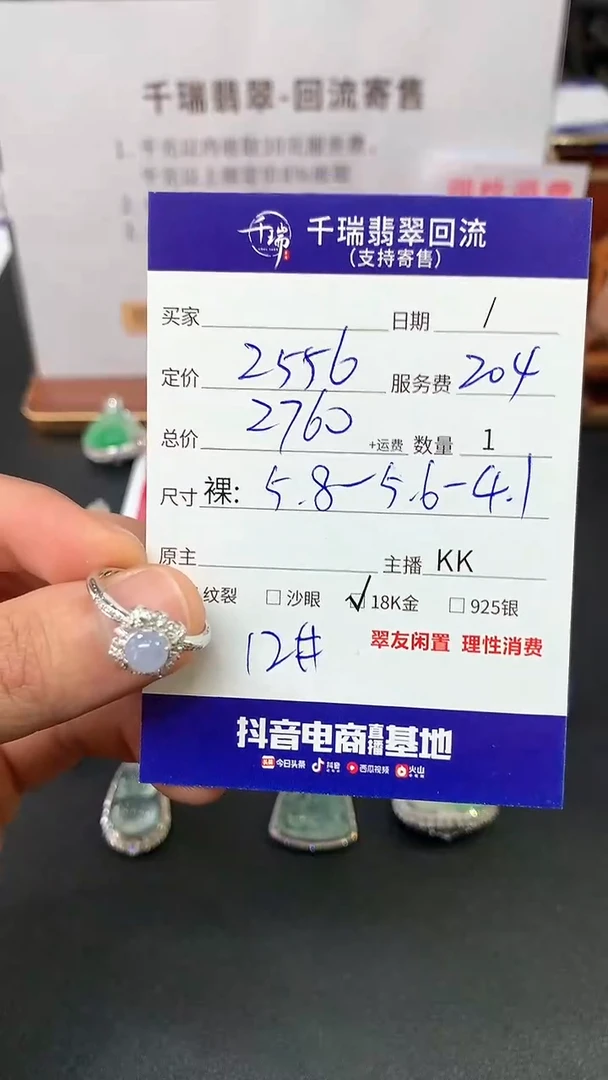 千瑞翡翠-回流寄售
千瑞
千瑞翡翠回流
(支持寄售)
买家 日期 /
定价 2556 服务费 204
总价 2760 +运费 数量 1
尺寸 裸: 5.8-5.6-4.1
原主 主播 KK
纹裂 沙眼 18K金 925银
12# 翠友闲置 理性消费
抖音电商直播基地
今日头条 抖音 西瓜视频 火山